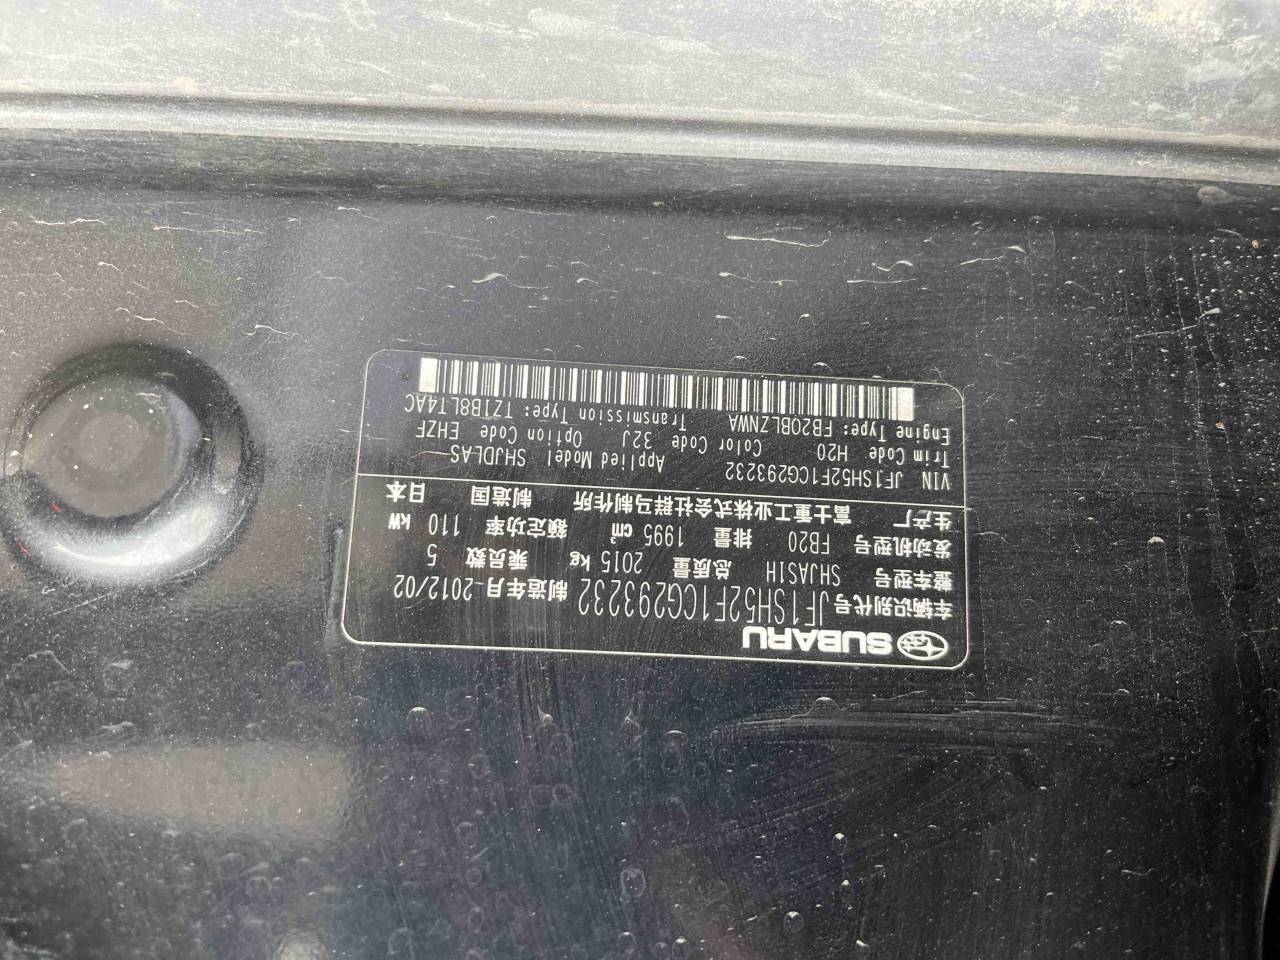 SUBARU
车辆识别代号 JF1SH52F1CG293232 制造年月 2012/02
整车型号 SHJAS1H 总质量 2015 kg 乘员数 5
发动机型号 FB20 排量 1995 cm³ 额定功率 110 kW
生产厂 富士重工业株式会社群马制作所 制造国 日本
VIN JF1SH52F1CG293232 Applied Model SHJDLAS
Trim Code H20 Color Code 32J Option Code EHZF
Engine Type: FB20BLZNWA Transmission Type: TZ1B8LT4AC